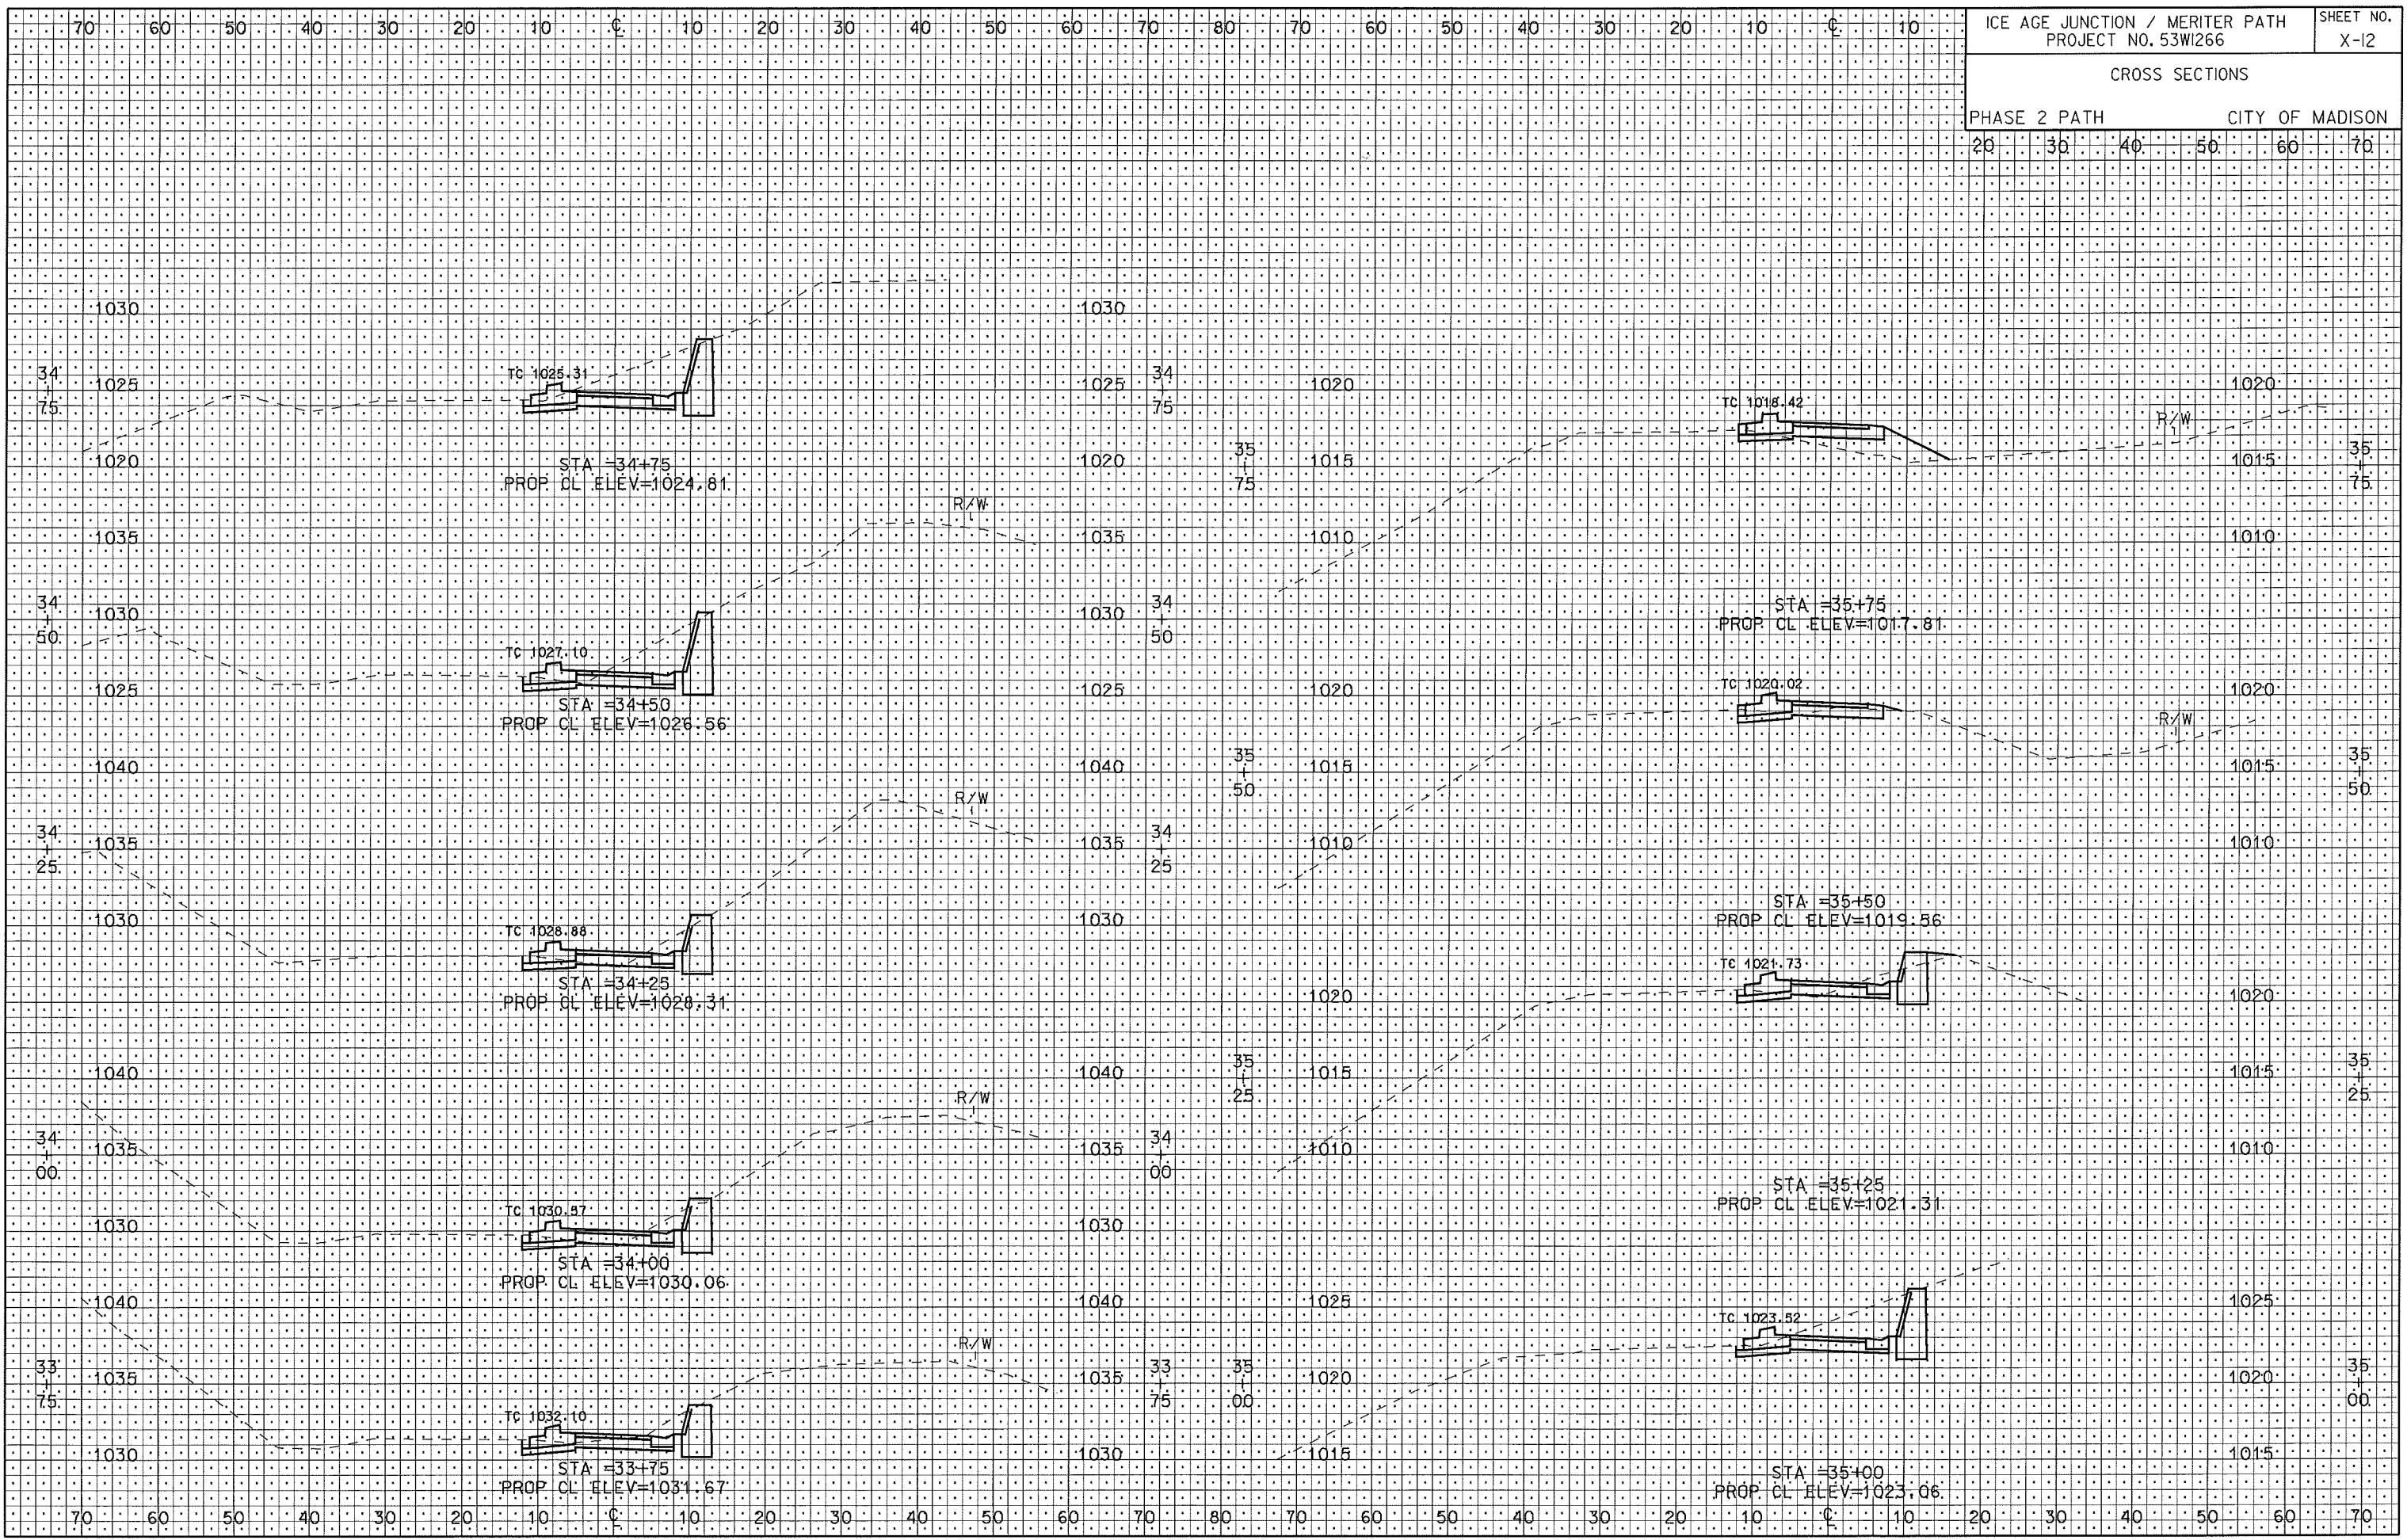 70 60 50 40 30 20 10 CL 10 20 30 40 50 60 70 80 70 60 50 40 30 20 10 CL 10
ICE AGE JUNCTION / MERITER PATH
PROJECT NO. 53W1266
SHEET NO.
X-12
CROSS SECTIONS
PHASE 2 PATH CITY OF MADISON
20 30 40 50 60 70
1030 1030
TC 1025.31
34
+
75
1025 1025
34
+
75
1020 1020
STA =34+75
PROP CL ELEV=1024.81
R/W
1035 1035
34
+
50
1030 1030
34
+
50
TC 1027.10
1025 1025
STA =34+50
PROP CL ELEV=1026.56
1040 1040
R/W
34
+
25
1035 1035
34
+
25
1030 1030
TC 1028.88
STA =34+25
PROP CL ELEV=1028.31
1040 1040
R/W
34
+
00
1035 1035
34
+
00
1030 1030
TC 1030.57
STA =34+00
PROP CL ELEV=1030.06
1040 1040
R/W
33
+
75
1035 1035
33
+
75
TC 1032.10
1030 1030
STA =33+75
PROP CL ELEV=1031.67
1020 1020
TC 1018.42
R/W
35
+
75
1015 1015
35
+
75
1010 1010
STA =35+75
PROP CL ELEV=1017.81
1020 1020
TC 1020.02
R/W
35
+
50
1015 1015
35
+
50
1010 1010
STA =35+50
PROP CL ELEV=1019.56
TC 1021.73
1020 1020
35
+
25
1015 1015
35
+
25
1010 1010
STA =35+25
PROP CL ELEV=1021.31
1025 1025
TC 1023.52
35
+
00
1020 1020
35
+
00
1015 1015
STA =35+00
PROP CL ELEV=1023.06
70 60 50 40 30 20 10 CL 10 20 30 40 50 60 80 70 60 50 40 30 20 10 CL 10 20 30 40 50 60 70